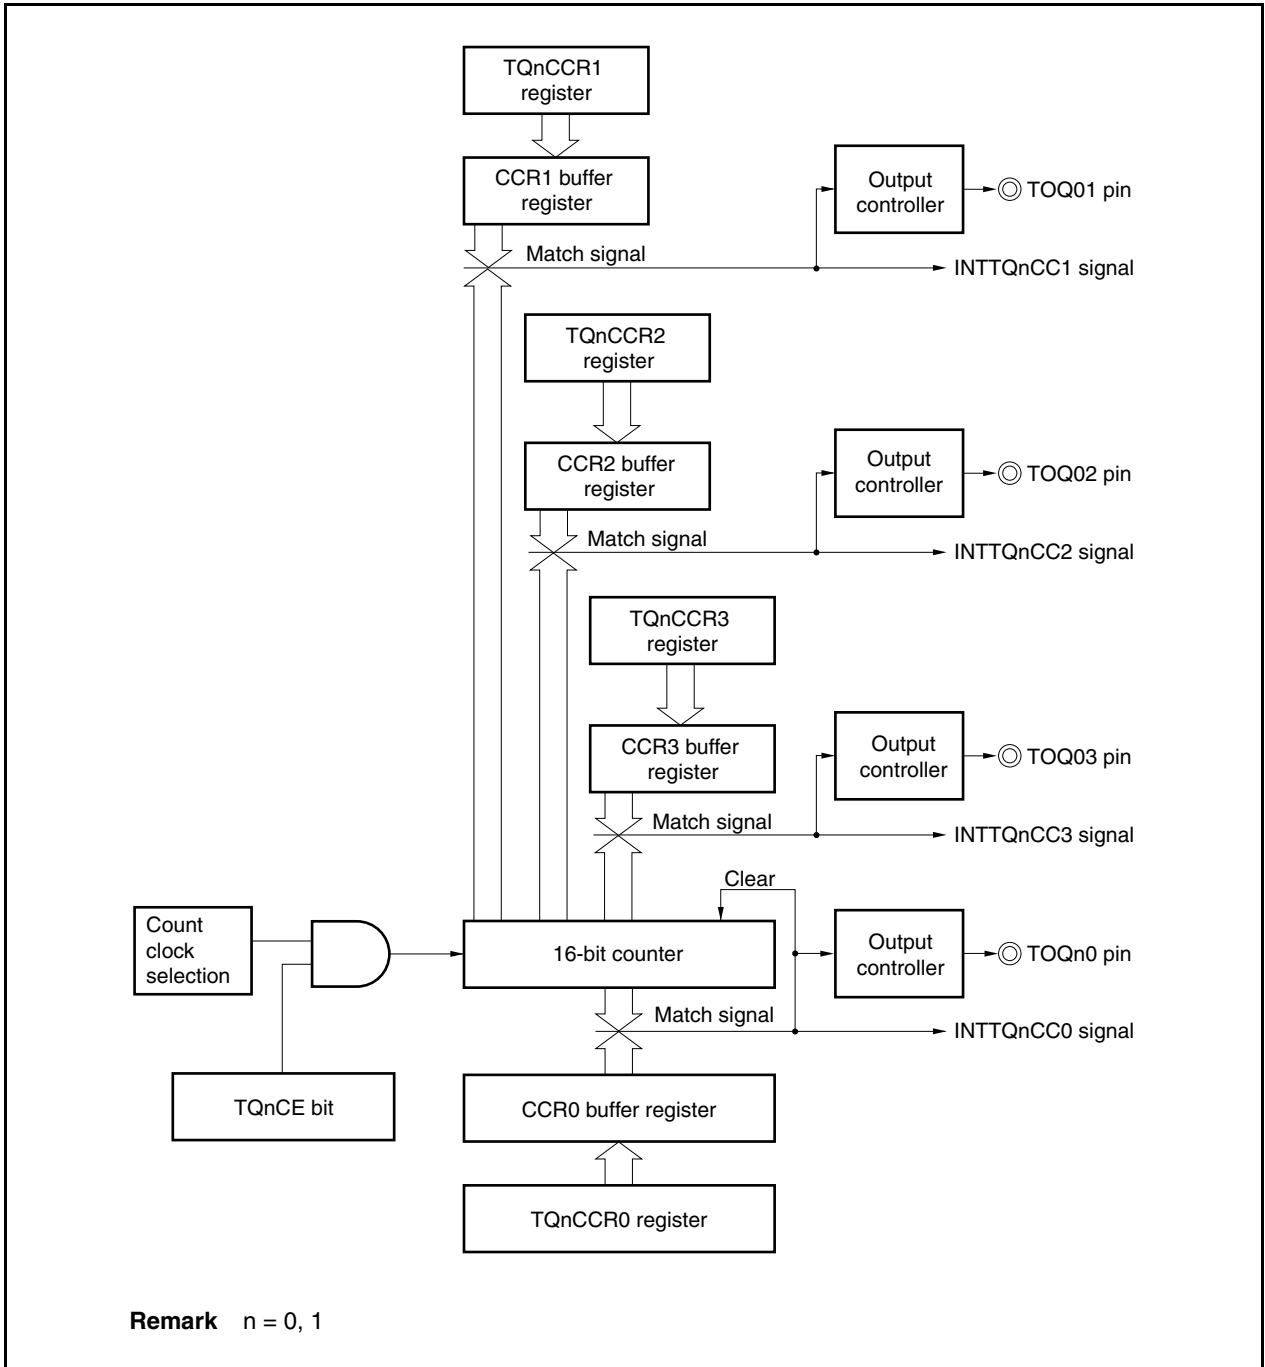 TQnCCR1
register
CCR1 buffer
register
Output
controller
TOQ01 pin
Match signal
INTTQnCC1 signal
TQnCCR2
register
CCR2 buffer
register
Output
controller
TOQ02 pin
Match signal
INTTQnCC2 signal
TQnCCR3
register
CCR3 buffer
register
Output
controller
TOQ03 pin
Match signal
INTTQnCC3 signal
Clear
Count
clock
selection
16-bit counter
Output
controller
TOQn0 pin
Match signal
INTTQnCC0 signal
TQnCE bit
CCR0 buffer register
TQnCCR0 register
Remark n = 0, 1